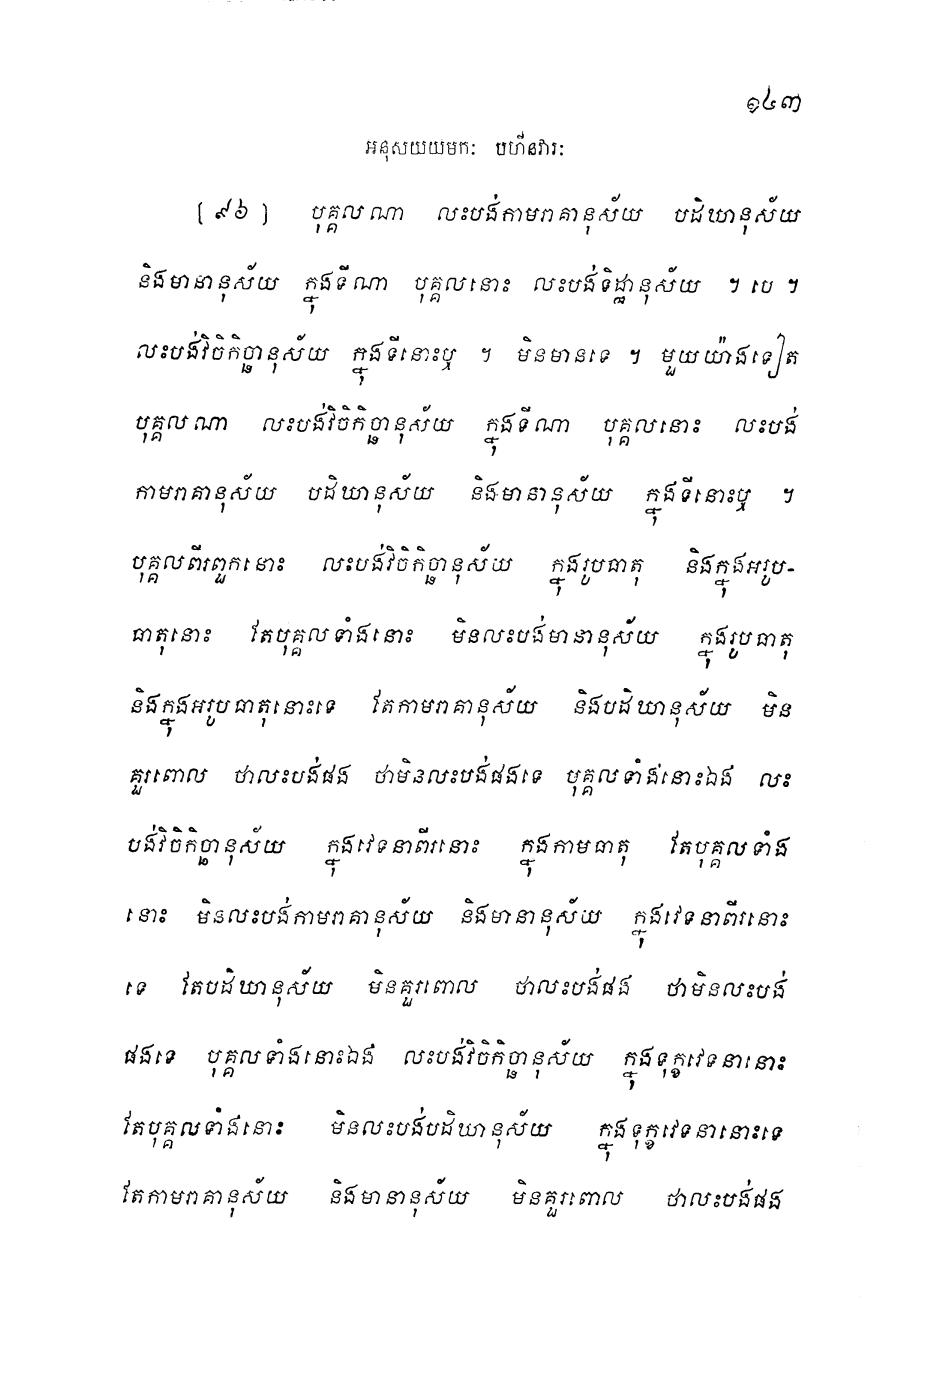 ១៤៣
អនុសយយមក: បហីនវារ:
[៩៦] បុគ្គលណា លះបង់កាមរាគានុស័យ បដិឃានុស័យ
និងមានានុស័យ ក្នុងទីណា បុគ្គលនោះ លះបង់ទិដ្ឋានុស័យ ។ បេ ។
លះបង់វិចិកិច្ឆានុស័យ ក្នុងទីនោះឬ ។ មិនមានទេ ។ មួយយ៉ាងទៀត
បុគ្គលណា លះបង់វិចិកិច្ឆានុស័យ ក្នុងទីណា បុគ្គលនោះ លះបង់
កាមរាគានុស័យ បដិឃានុស័យ និងមានានុស័យ ក្នុងទីនោះឬ ។
បុគ្គលពីរពួកនោះ លះបង់វិចិកិច្ឆានុស័យ ក្នុងរូបធាតុ និងក្នុងអរូប-
ធាតុនោះ តែបុគ្គលទាំងនោះ មិនលះបង់មានានុស័យ ក្នុងរូបធាតុ
និងក្នុងអរូបធាតុនោះទេ តែកាមរាគានុស័យ និងបដិឃានុស័យ មិន
គួរពោល ថាលះបង់ផង ថាមិនលះបង់ផងទេ បុគ្គលទាំងនោះឯង លះ
បង់វិចិកិច្ឆានុស័យ ក្នុងវេទនាពីរនោះ ក្នុងកាមធាតុ តែបុគ្គលទាំង
នោះ មិនលះបង់កាមរាគានុស័យ និងមានានុស័យ ក្នុងវេទនាពីរនោះ
ទេ តែបដិឃានុស័យ មិនគួរពោល ថាលះបង់ផង ថាមិនលះបង់
ផងទេ បុគ្គលទាំងនោះឯង លះបង់វិចិកិច្ឆានុស័យ ក្នុងទុក្ខវេទនានោះ
តែបុគ្គលទាំងនោះ មិនលះបង់បដិឃានុស័យ ក្នុងទុក្ខវេទនានោះទេ
តែកាមរាគានុស័យ និងមានានុស័យ មិនគួរពោល ថាលះបង់ផង